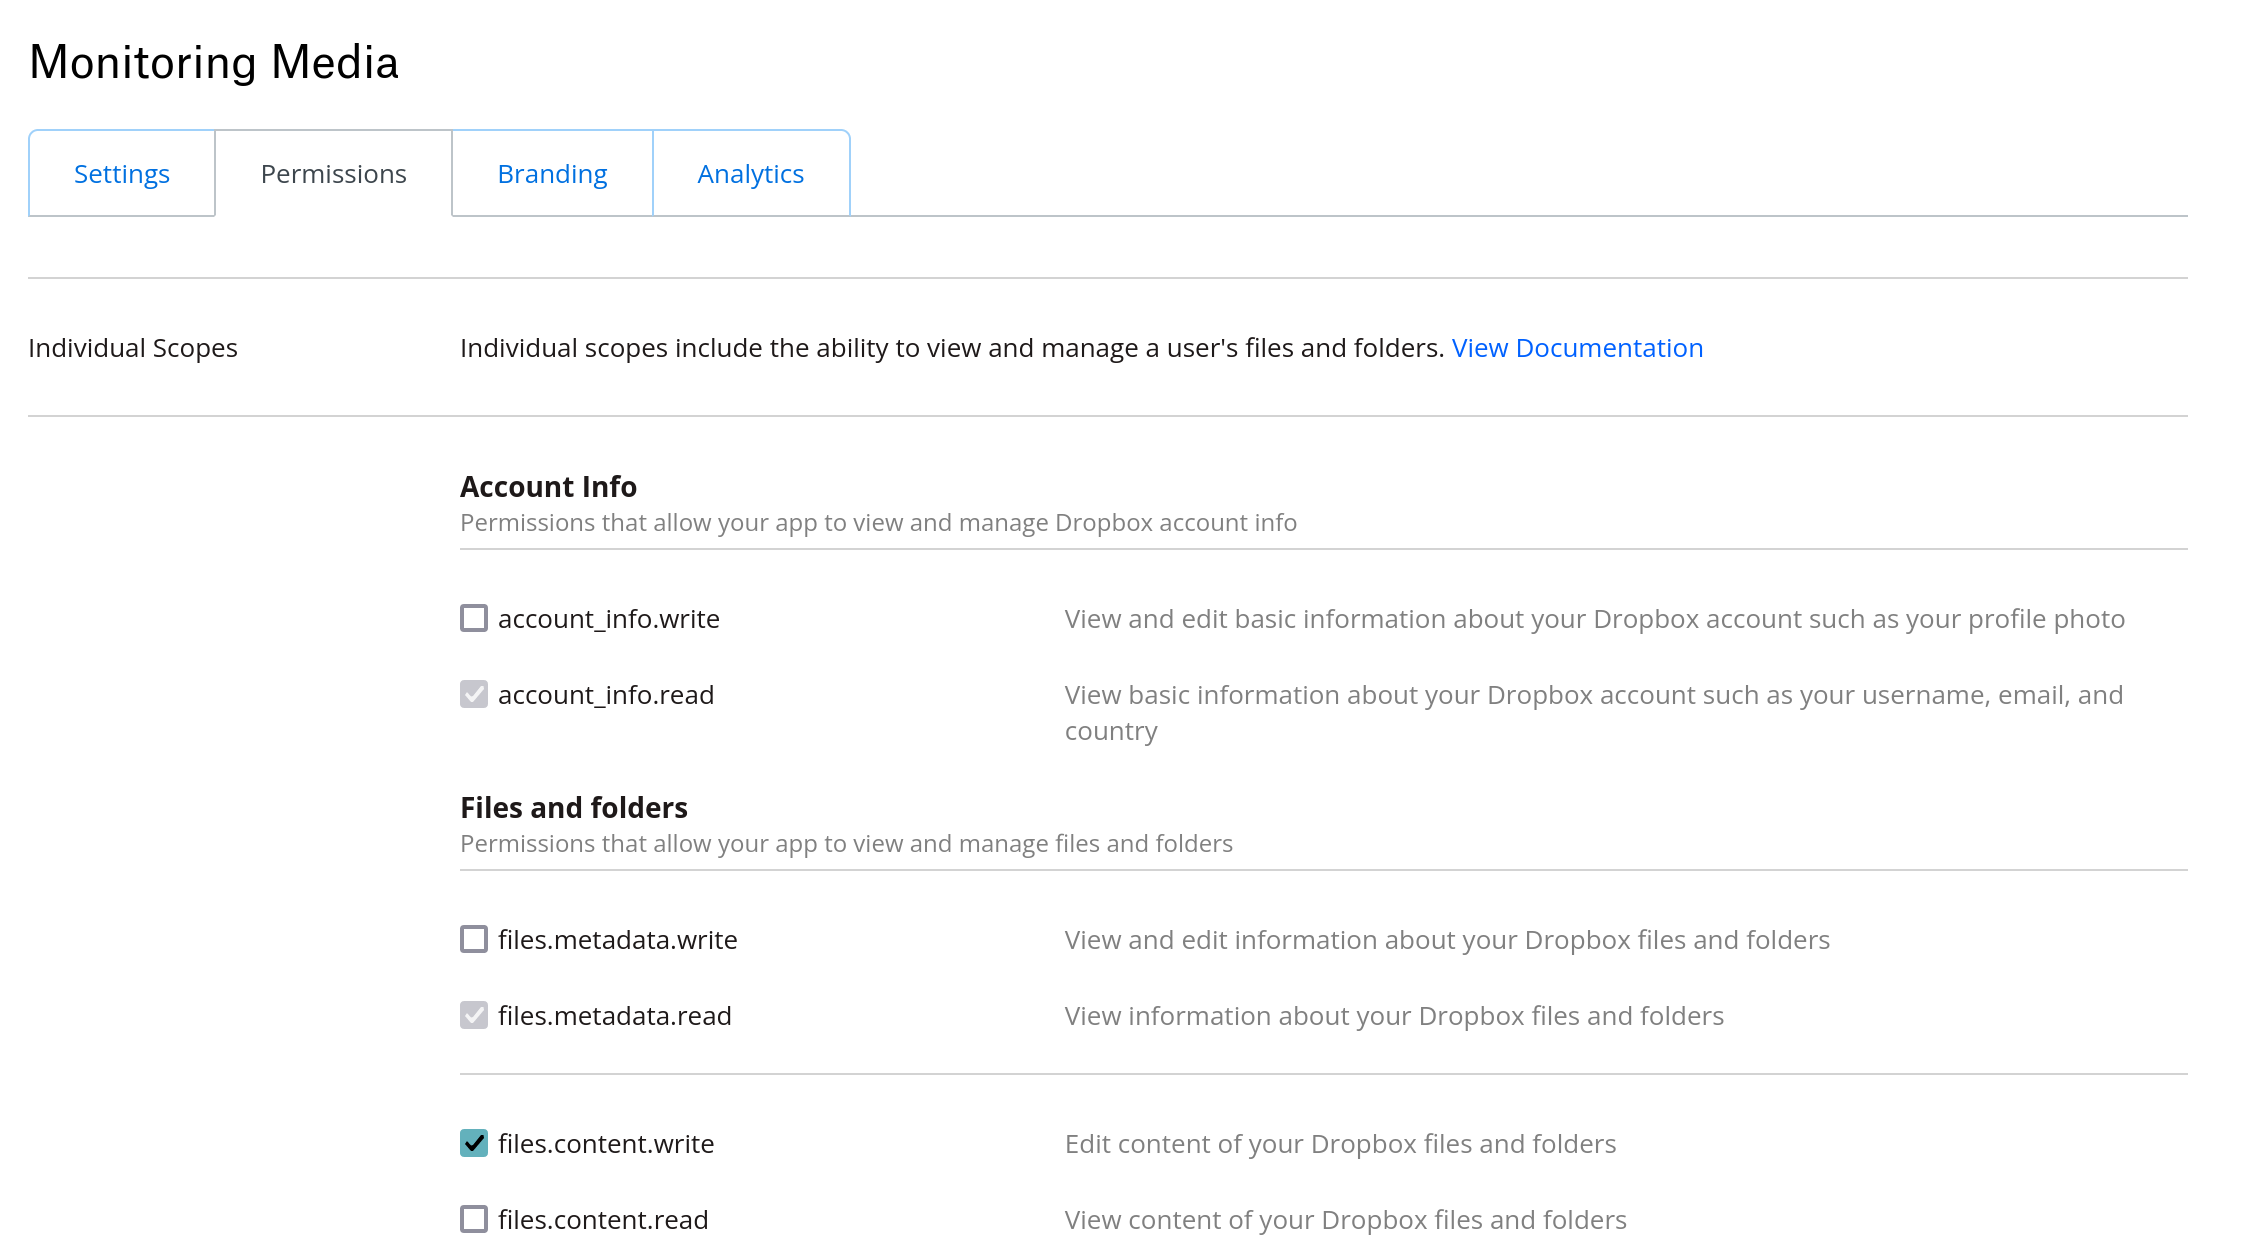 Monitoring Media
Settings
Permissions
Branding
Analytics
Individual Scopes
Individual scopes include the ability to view and manage a user's files and folders. View Documentation
Account Info
Permissions that allow your app to view and manage Dropbox account info
account_info.write
View and edit basic information about your Dropbox account such as your profile photo
account_info.read
View basic information about your Dropbox account such as your username, email, and
country
Files and folders
Permissions that allow your app to view and manage files and folders
files.metadata.write
View and edit information about your Dropbox files and folders
files.metadata.read
View information about your Dropbox files and folders
files.content.write
Edit content of your Dropbox files and folders
files.content.read
View content of your Dropbox files and folders